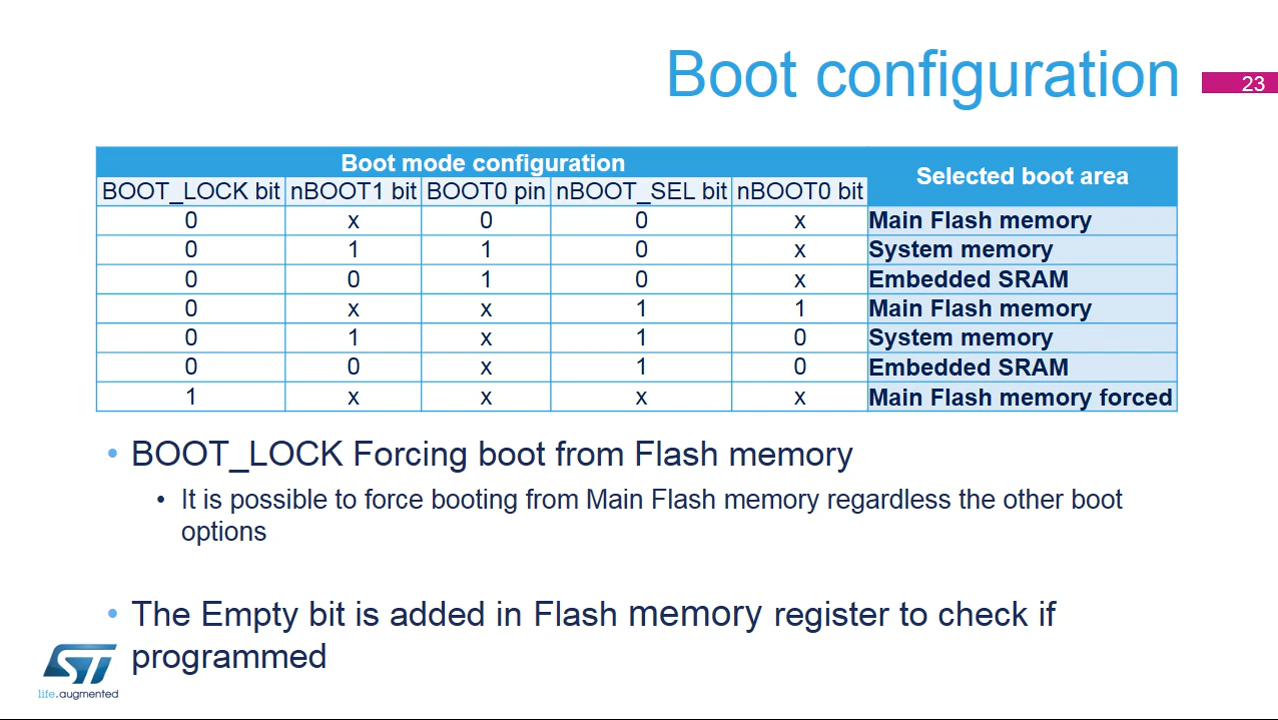 Boot configuration
23
Boot mode configuration
Selected boot area
BOOT_LOCK bit nBOOT1 bit BOOT0 pin nBOOT_SEL bit nBOOT0 bit
0 x 0 0 x Main Flash memory
0 1 1 0 x System memory
0 0 1 0 x Embedded SRAM
0 x x 1 1 Main Flash memory
0 1 x 1 0 System memory
0 0 x 1 0 Embedded SRAM
1 x x x x Main Flash memory forced
• BOOT_LOCK Forcing boot from Flash memory
• It is possible to force booting from Main Flash memory regardless the other boot
options
• The Empty bit is added in Flash memory register to check if
programmed
ST
life.augmented